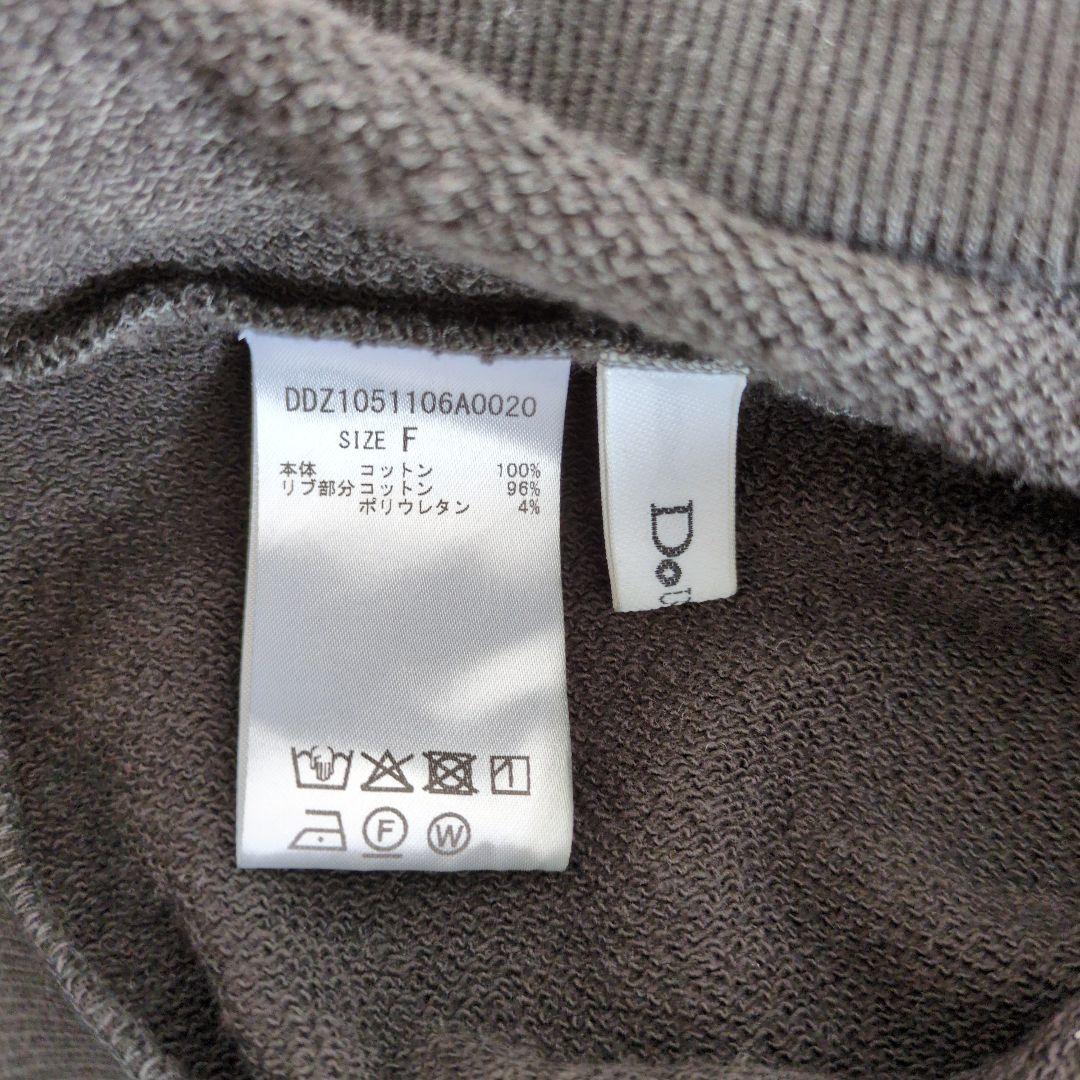 DDZ1051106A0020
SIZE F
本体 コットン 100%
リブ部分 コットン 96%
ポリウレタン 4%
F W